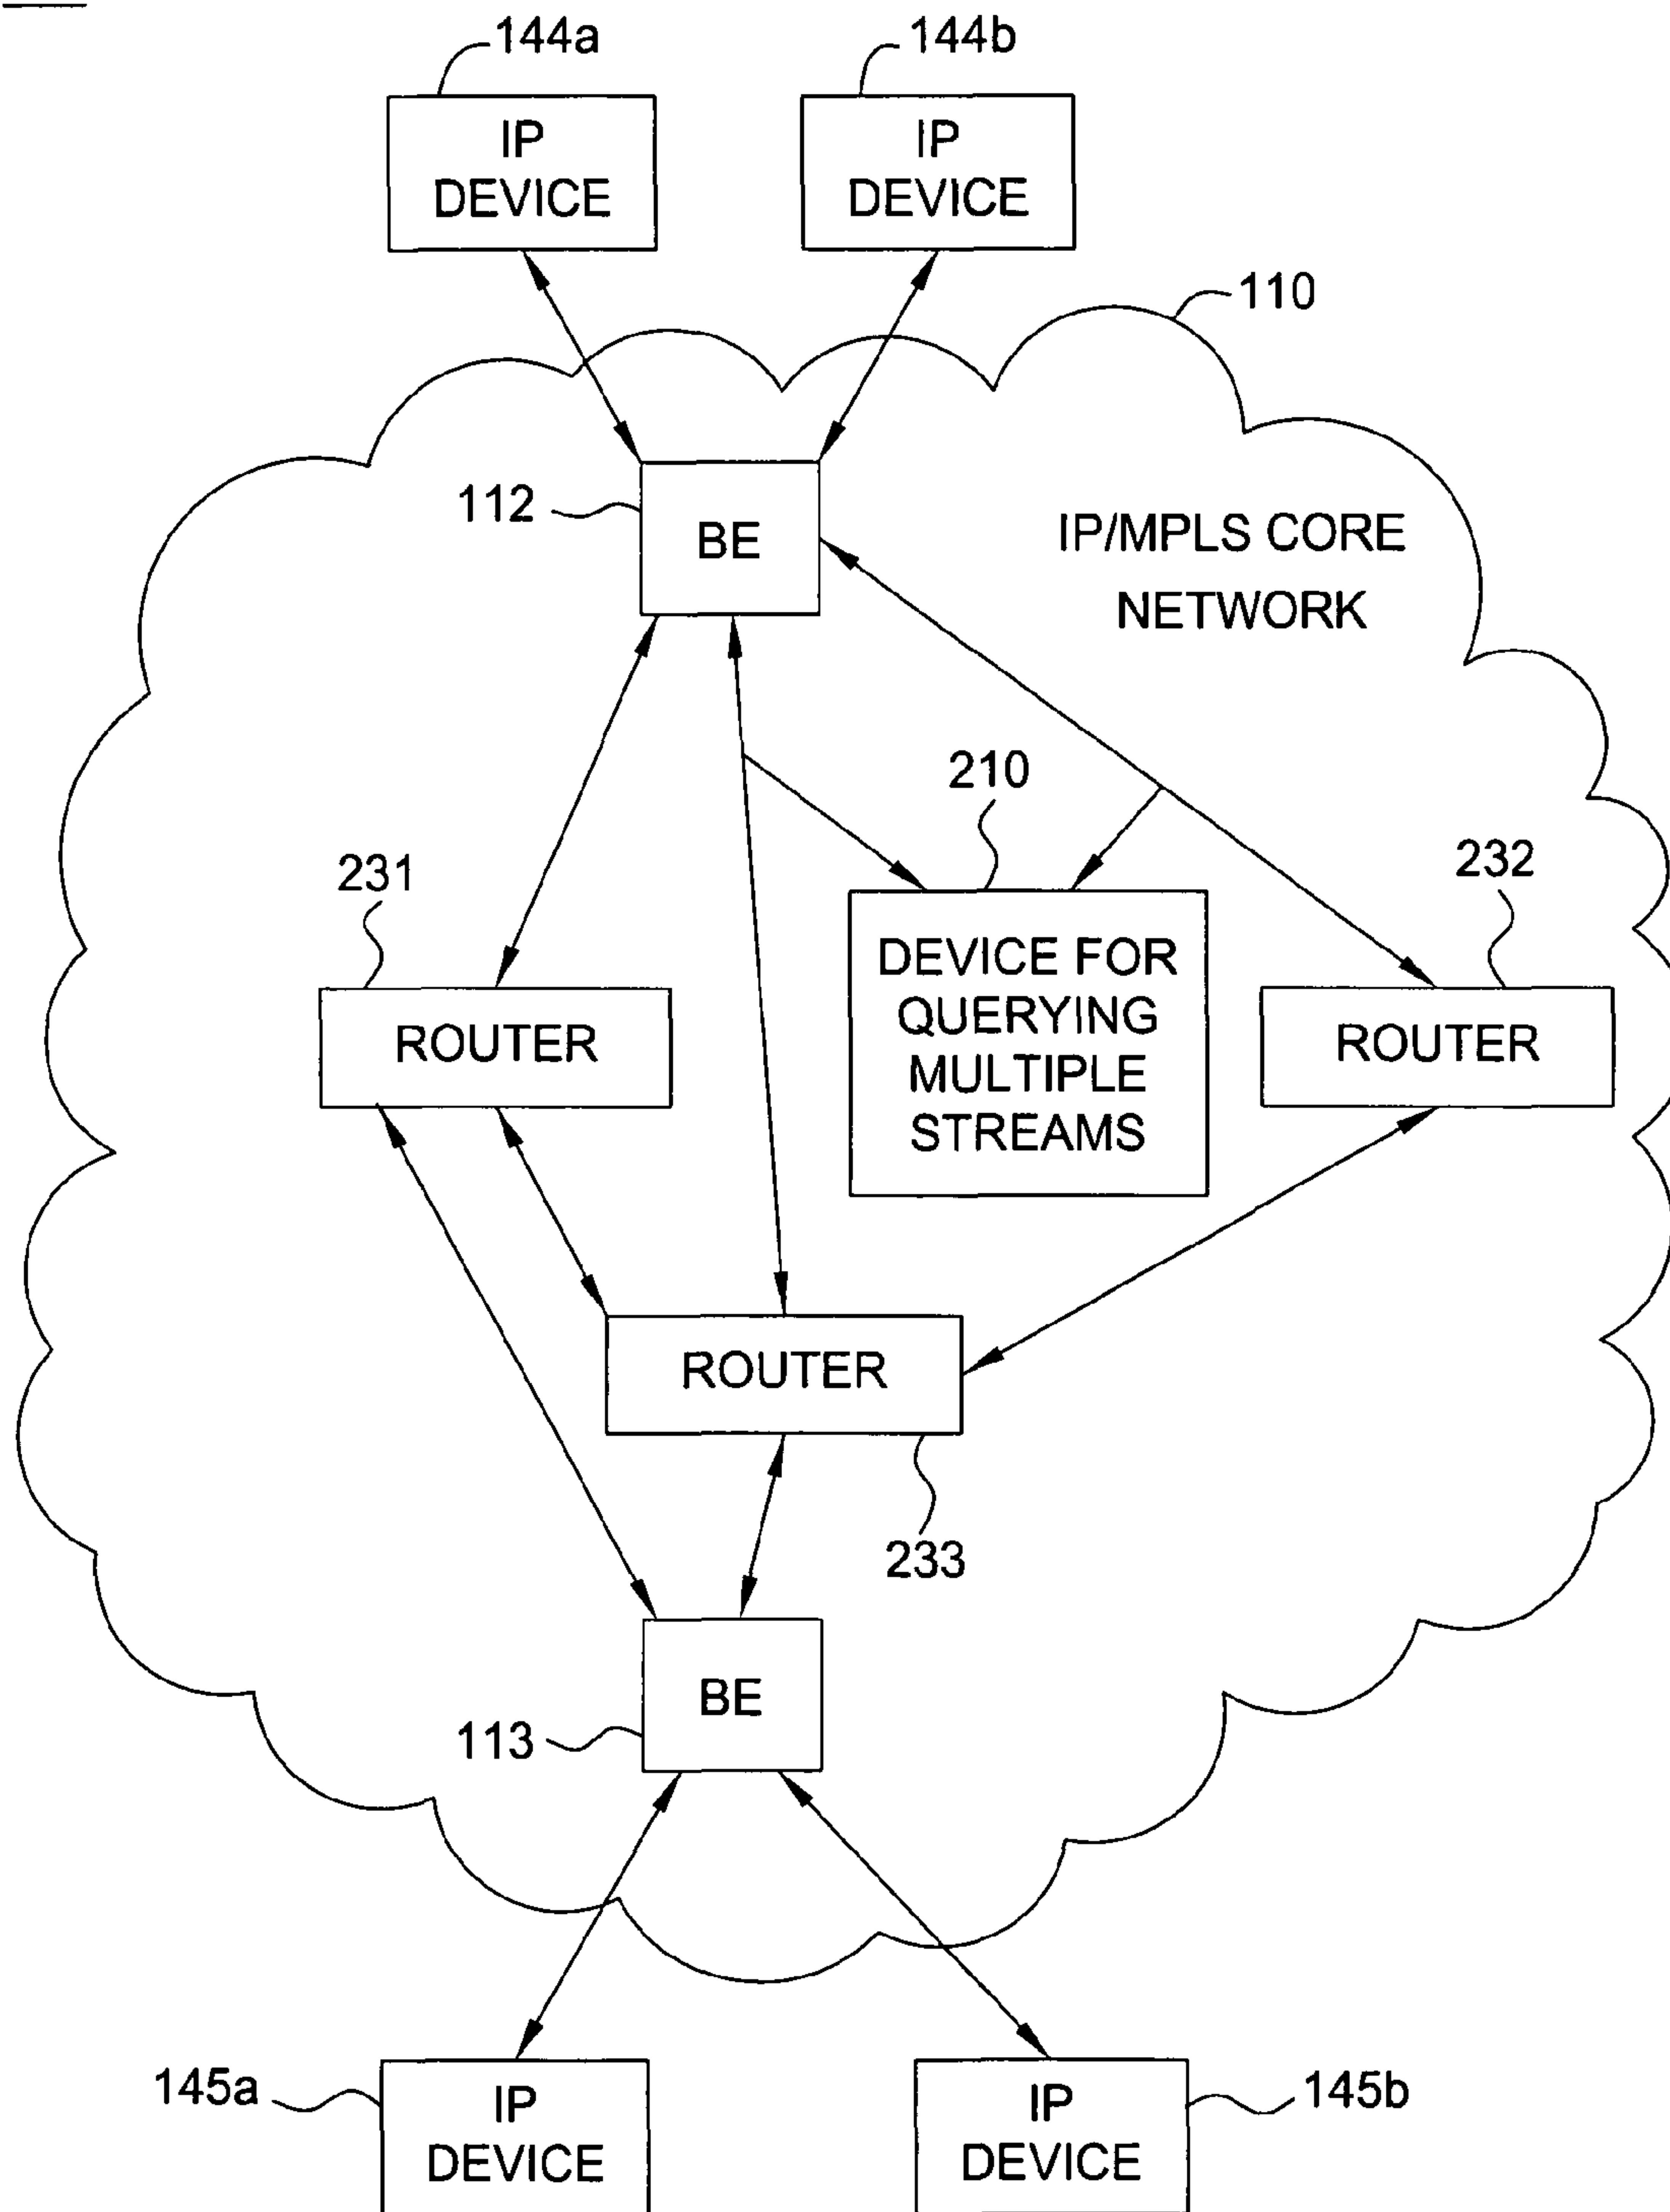 144a
144b
IP
DEVICE
IP
DEVICE
110
112
BE
IP/MPLS CORE
NETWORK
210
231
232
DEVICE FOR
QUERYING
MULTIPLE
STREAMS
ROUTER
ROUTER
ROUTER
233
BE
113
145a
IP
DEVICE
IP
DEVICE
145b